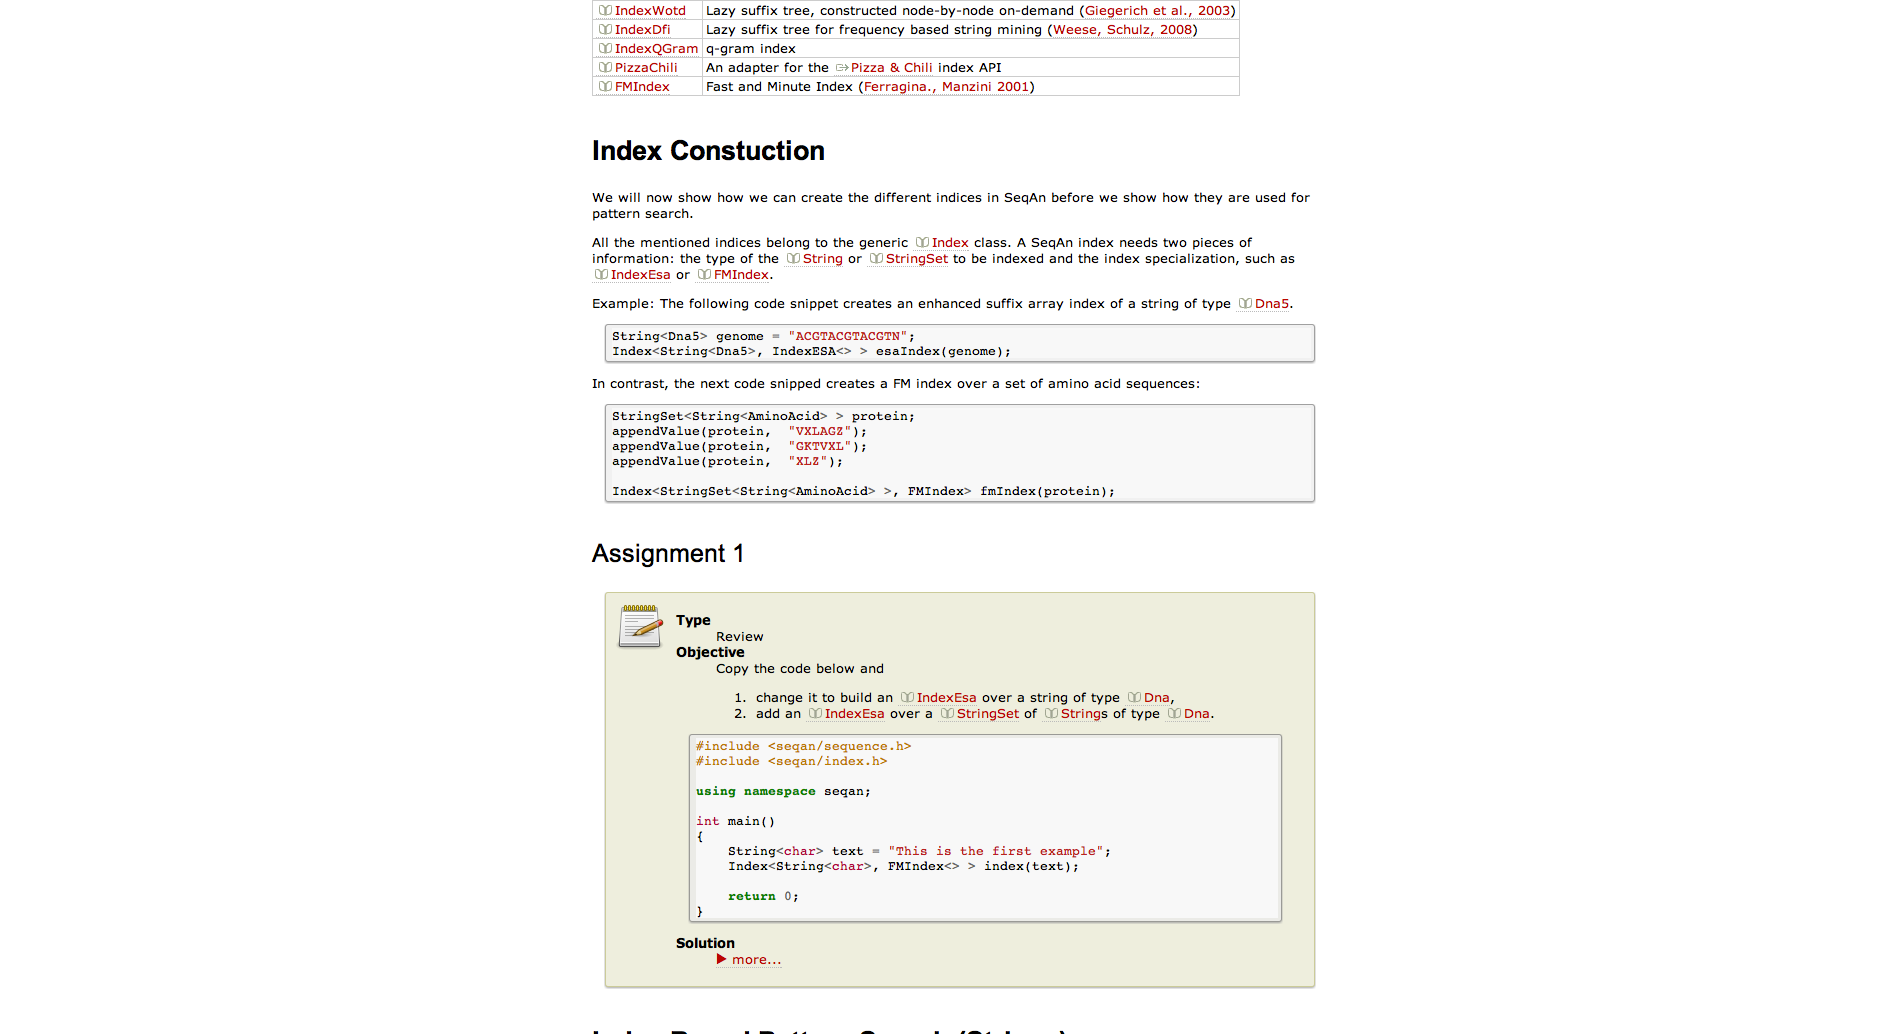 IndexWotd Lazy suffix tree, constructed node-by-node on-demand (Giegerich et al., 2003)
IndexDfi Lazy suffix tree for frequency based string mining (Weese, Schulz, 2008)
IndexQGram q-gram index
PizzaChili An adapter for the Pizza & Chili index API
FMIndex Fast and Minute Index (Ferragina., Manzini 2001)
Index Constuction
We will now show how we can create the different indices in SeqAn before we show how they are used for
pattern search.
All the mentioned indices belong to the generic Index class. A SeqAn index needs two pieces of
information: the type of the String or StringSet to be indexed and the index specialization, such as
IndexEsa or FMIndex.
Example: The following code snippet creates an enhanced suffix array index of a string of type Dna5.
String<Dna5> genome = "ACGTACGTACGTN";
Index<String<Dna5>, IndexESA<> > esaIndex(genome);
In contrast, the next code snipped creates a FM index over a set of amino acid sequences:
StringSet<String<AminoAcid> > protein;
appendValue(protein,  "VXLAGZ");
appendValue(protein,  "GKTVXL");
appendValue(protein,  "XLZ");
Index<StringSet<String<AminoAcid> >, FMIndex> fmIndex(protein);
Assignment 1
Type
Review
Objective
Copy the code below and
1. change it to build an IndexEsa over a string of type Dna,
2. add an IndexEsa over a StringSet of Strings of type Dna.
#include <seqan/sequence.h>
#include <seqan/index.h>
using namespace seqan;
int main()
{
    String<char> text = "This is the first example";
    Index<String<char>, FMIndex<> > index(text);
    return 0;
}
Solution
more...